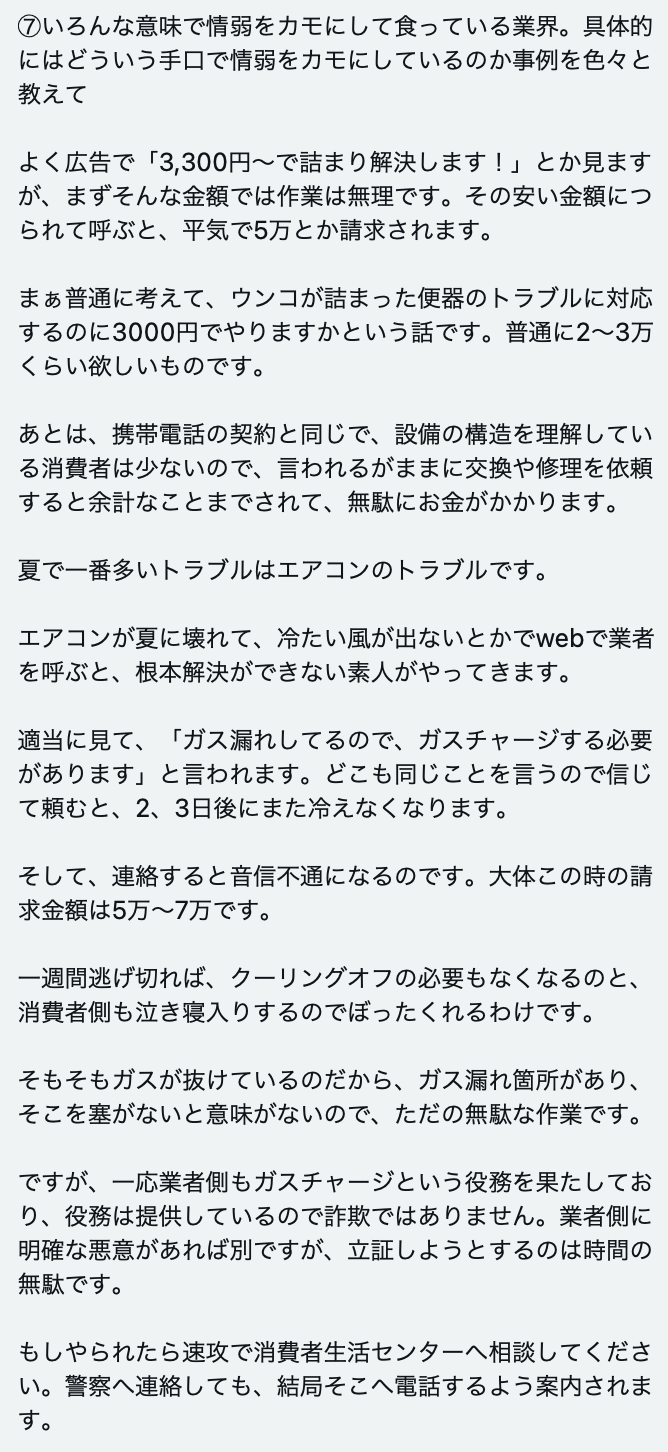 ⑦いろんな意味で情弱をカモにして食っている業界。具体的
にはどういう手口で情弱をカモにしているのか事例を色々と
教えて
よく広告で「3,300円〜で詰まり解決します！」とか見ます
が、まずそんな金額では作業は無理です。その安い金額につ
られて呼ぶと、平気で5万とか請求されます。
まぁ普通に考えて、ウンコが詰まった便器のトラブルに対応
するのに3000円でやりますかという話です。普通に2〜3万
くらい欲しいものです。
あとは、携帯電話の契約と同じで、設備の構造を理解してい
る消費者は少ないので、言われるがままに交換や修理を依頼
すると余計なことまでされて、無駄にお金がかかります。
夏で一番多いトラブルはエアコンのトラブルです。
エアコンが夏に壊れて、冷たい風が出ないとかでwebで業者
を呼ぶと、根本解決ができない素人がやってきます。
適当に見て、「ガス漏れしてるので、ガスチャージする必要
があります」と言われます。どこも同じことを言うので信じ
て頼むと、2、3日後にまた冷えなくなります。
そして、連絡すると音信不通になるのです。大体この時の請
求金額は5万〜7万です。
一週間逃げ切れば、クーリングオフの必要もなくなるのと、
消費者側も泣き寝入りするのでぼったくれるわけです。
そもそもガスが抜けているのだから、ガス漏れ箇所があり、
そこを塞がないと意味がないので、ただの無駄な作業です。
ですが、一応業者側もガスチャージという役務を果たしてお
り、役務は提供しているので詐欺ではありません。業者側に
明確な悪意があれば別ですが、立証しようとするのは時間の
無駄です。
もしやられたら速攻で消費者生活センターへ相談してくださ
い。警察へ連絡しても、結局そこへ電話するよう案内されま
す。